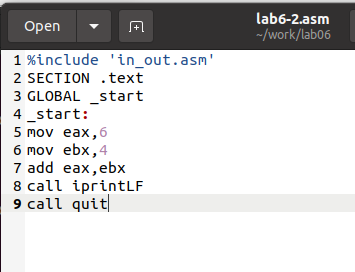 Open
lab6-2.asm
~/work/lab06
1 %include 'in_out.asm'
2 SECTION .text
3 GLOBAL _start
4 _start:
5 mov eax,6
6 mov ebx,4
7 add eax,ebx
8 call iprintLF
9 call quit